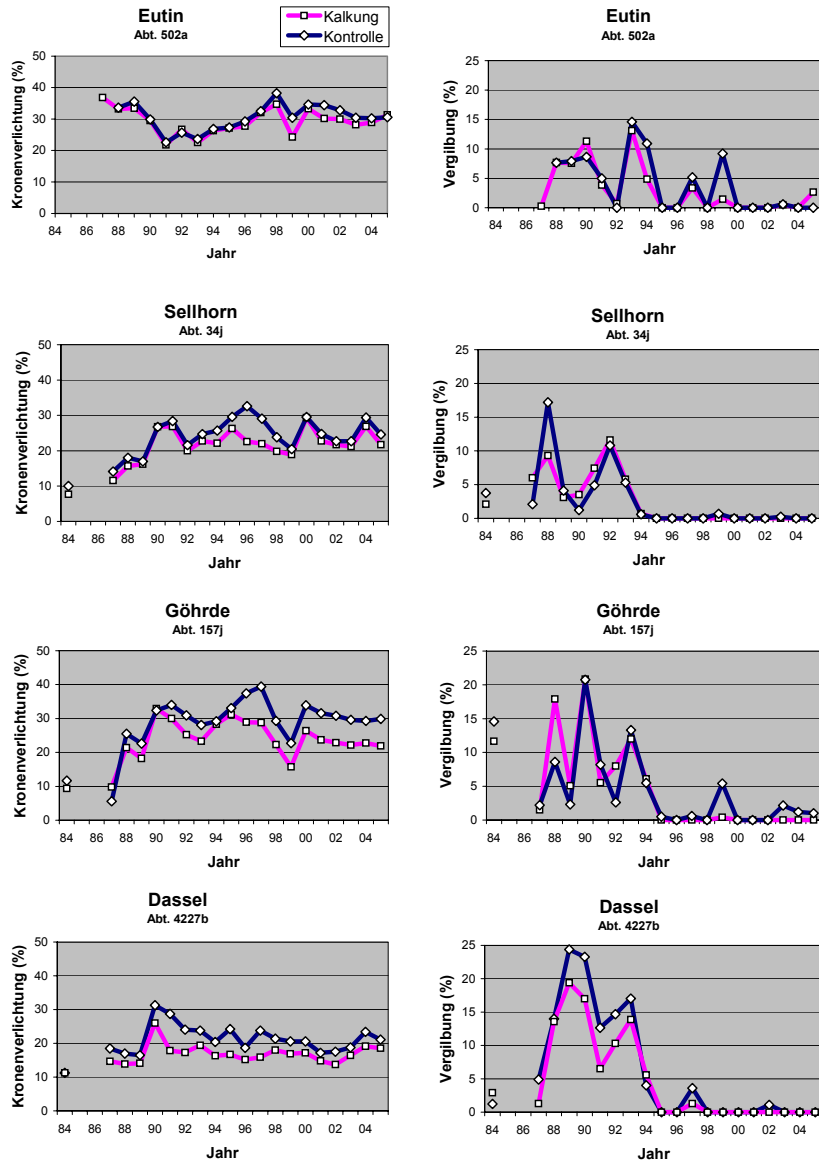 Eutin
Abt. 502a
Kalkung
Kontrolle
Kronenverlichtung (%)
50
40
30
20
10
0
84 86 88 90 92 94 96 98 00 02 04
Jahr
Eutin
Abt. 502a
Vergilbung (%)
25
20
15
10
5
0
84 86 88 90 92 94 96 98 00 02 04
Jahr
Sellhorn
Abt. 34j
Kronenverlichtung (%)
50
40
30
20
10
0
84 86 88 90 92 94 96 98 00 02 04
Jahr
Sellhorn
Abt. 34j
Vergilbung (%)
25
20
15
10
5
0
84 86 88 90 92 94 96 98 00 02 04
Jahr
Göhrde
Abt. 157j
Kronenverlichtung (%)
50
40
30
20
10
0
84 86 88 90 92 94 96 98 00 02 04
Jahr
Göhrde
Abt. 157j
Vergilbung (%)
25
20
15
10
5
0
84 86 88 90 92 94 96 98 00 02 04
Jahr
Dassel
Abt. 4227b
Kronenverlichtung (%)
50
40
30
20
10
0
84 86 88 90 92 94 96 98 00 02 04
Jahr
Dassel
Abt. 4227b
Vergilbung (%)
25
20
15
10
5
0
84 86 88 90 92 94 96 98 00 02 04
Jahr